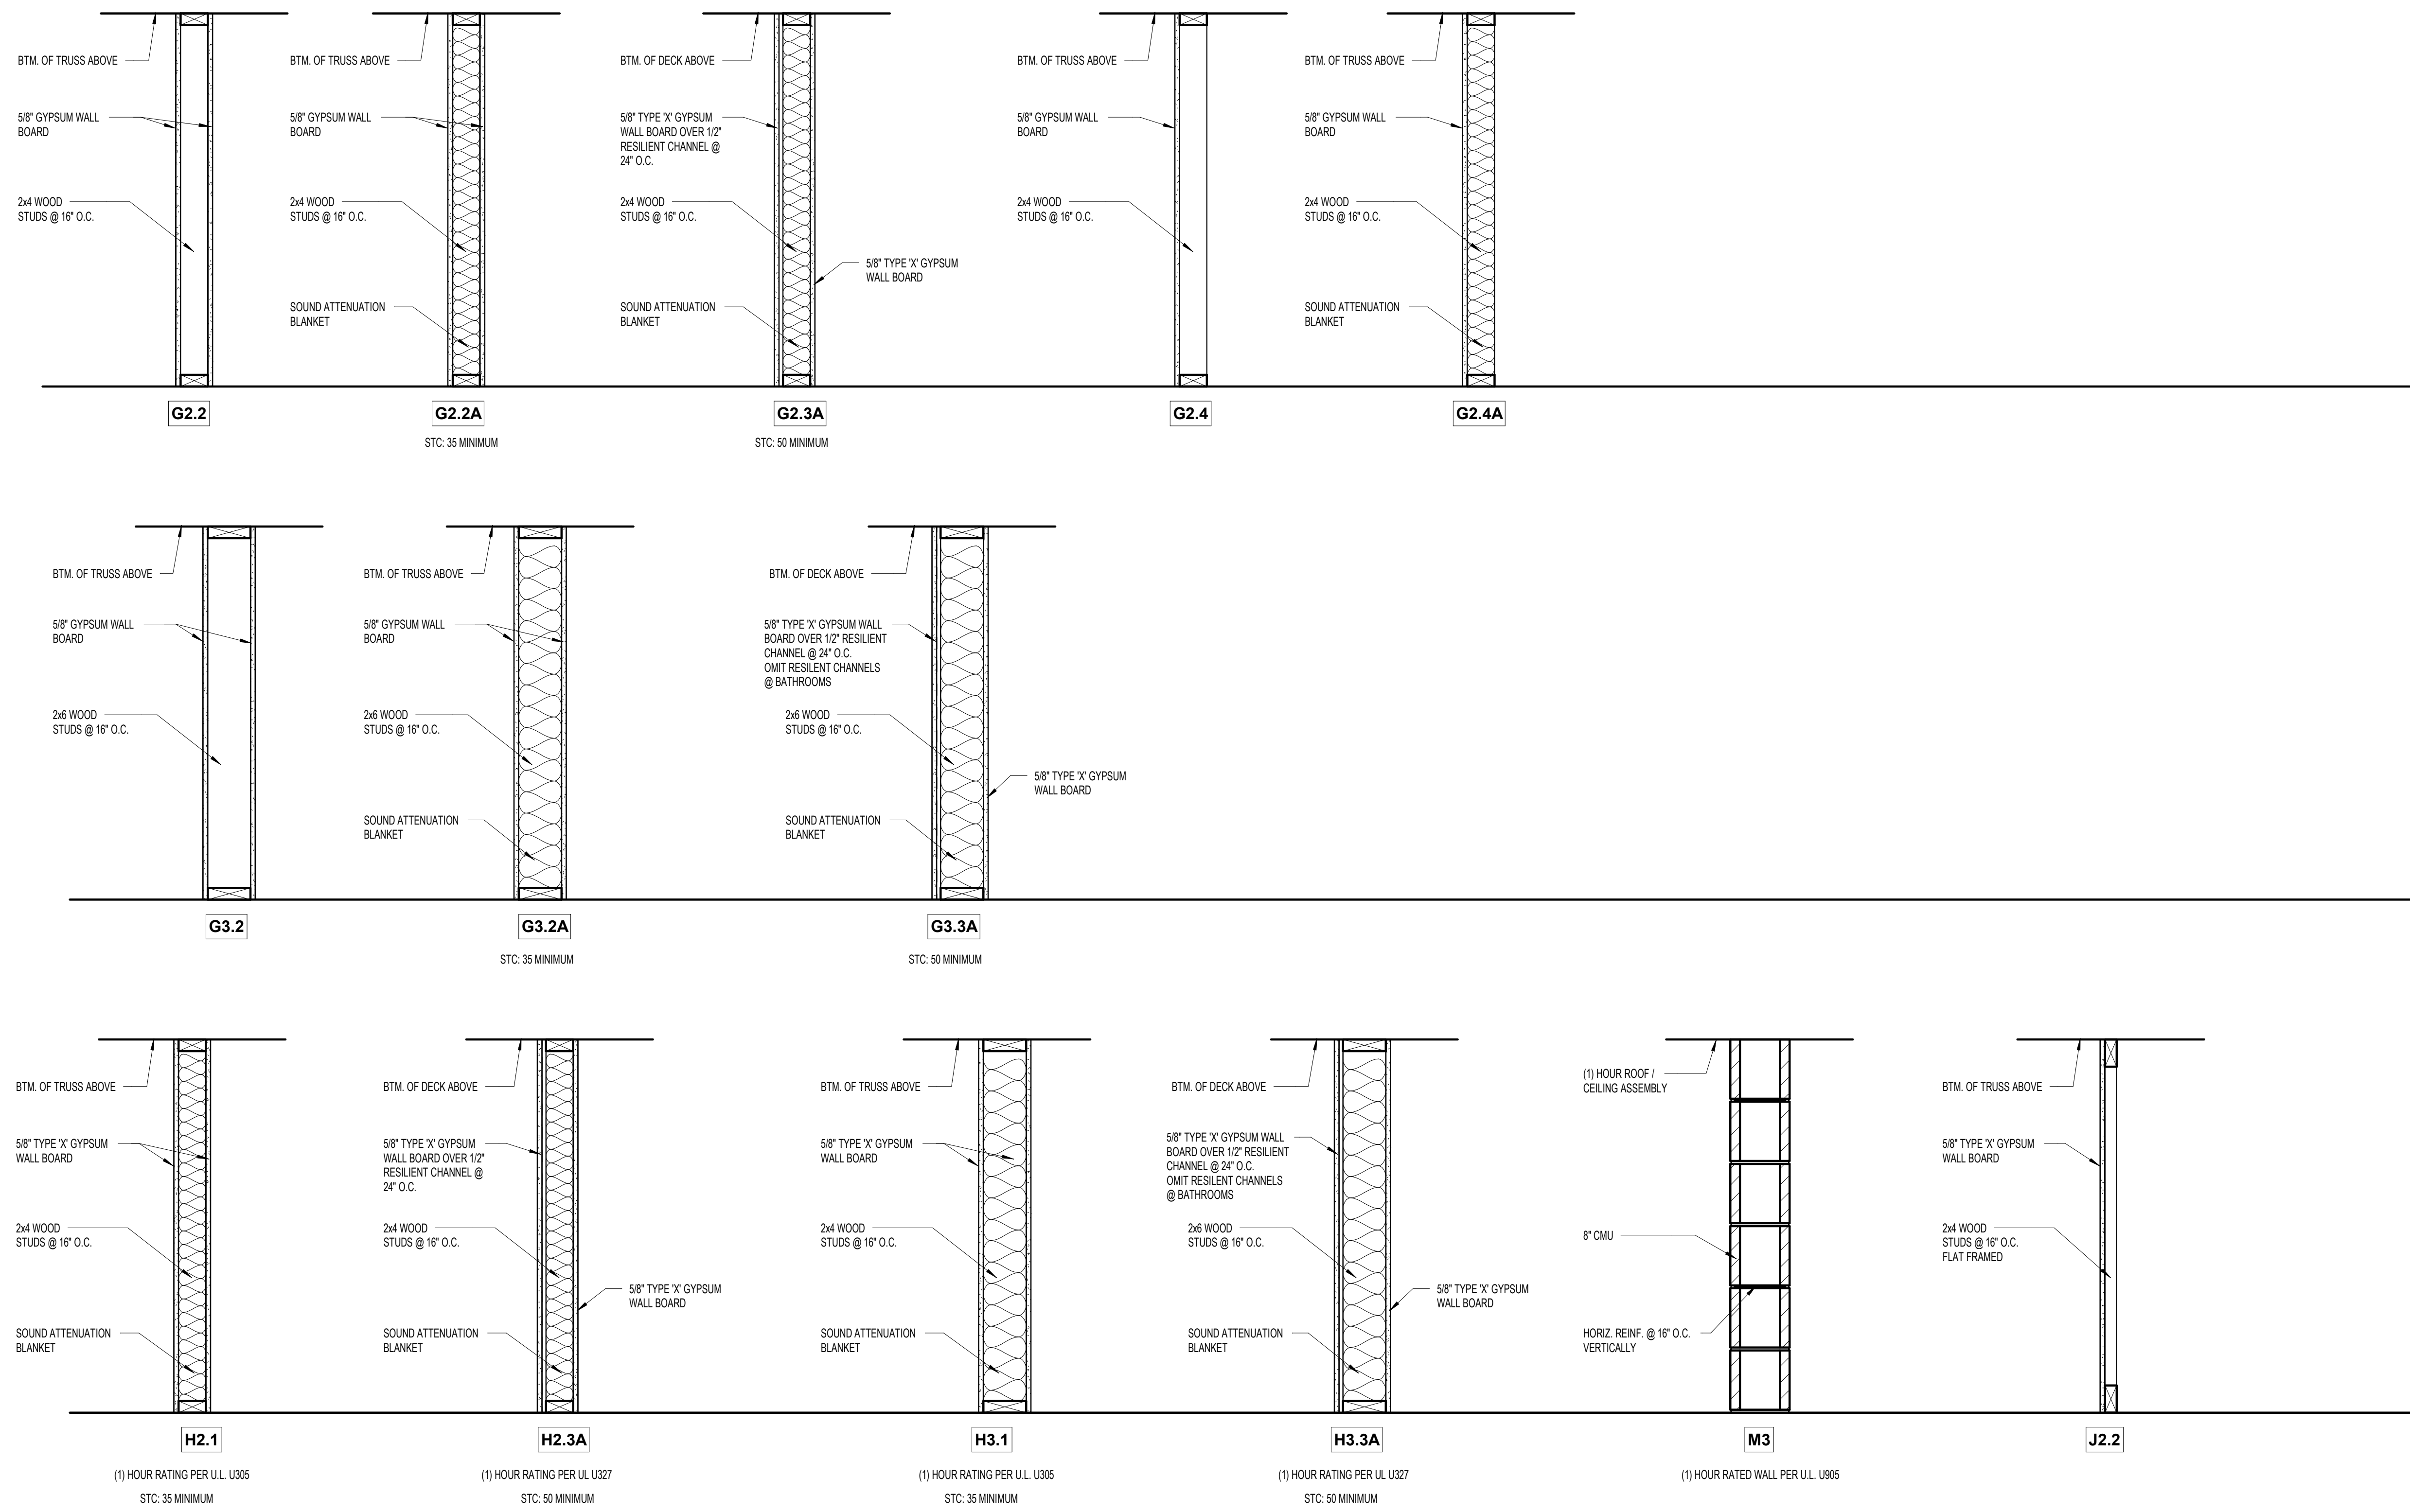 BTM. OF TRUSS ABOVE
5/8" GYPSUM WALL
BOARD
2x4 WOOD
STUDS @ 16" O.C.
G2.2
BTM. OF TRUSS ABOVE
5/8" GYPSUM WALL
BOARD
2x4 WOOD
STUDS @ 16" O.C.
SOUND ATTENUATION
BLANKET
G2.2A
STC: 35 MINIMUM
BTM. OF DECK ABOVE
5/8" TYPE 'X' GYPSUM
WALL BOARD OVER 1/2"
RESILIENT CHANNEL @
24" O.C.
2x4 WOOD
STUDS @ 16" O.C.
5/8" TYPE 'X' GYPSUM
WALL BOARD
SOUND ATTENUATION
BLANKET
G2.3A
STC: 50 MINIMUM
BTM. OF TRUSS ABOVE
5/8" GYPSUM WALL
BOARD
2x4 WOOD
STUDS @ 16" O.C.
G2.4
BTM. OF TRUSS ABOVE
5/8" GYPSUM WALL
BOARD
2x4 WOOD
STUDS @ 16" O.C.
SOUND ATTENUATION
BLANKET
G2.4A
BTM. OF TRUSS ABOVE
5/8" GYPSUM WALL
BOARD
2x6 WOOD
STUDS @ 16" O.C.
G3.2
BTM. OF TRUSS ABOVE
5/8" GYPSUM WALL
BOARD
2x6 WOOD
STUDS @ 16" O.C.
SOUND ATTENUATION
BLANKET
G3.2A
STC: 35 MINIMUM
BTM. OF DECK ABOVE
5/8" TYPE 'X' GYPSUM WALL
BOARD OVER 1/2" RESILIENT
CHANNEL @ 24" O.C.
OMIT RESILENT CHANNELS
@ BATHROOMS
2x6 WOOD
STUDS @ 16" O.C.
5/8" TYPE 'X' GYPSUM
WALL BOARD
SOUND ATTENUATION
BLANKET
G3.3A
STC: 50 MINIMUM
BTM. OF TRUSS ABOVE
5/8" TYPE 'X' GYPSUM
WALL BOARD
2x4 WOOD
STUDS @ 16" O.C.
SOUND ATTENUATION
BLANKET
H2.1
(1) HOUR RATING PER U.L. U305
STC: 35 MINIMUM
BTM. OF DECK ABOVE
5/8" TYPE 'X' GYPSUM
WALL BOARD OVER 1/2"
RESILIENT CHANNEL @
24" O.C.
2x4 WOOD
STUDS @ 16" O.C.
5/8" TYPE 'X' GYPSUM
WALL BOARD
SOUND ATTENUATION
BLANKET
H2.3A
(1) HOUR RATING PER UL U327
STC: 50 MINIMUM
BTM. OF TRUSS ABOVE
5/8" TYPE 'X' GYPSUM
WALL BOARD
2x4 WOOD
STUDS @ 16" O.C.
SOUND ATTENUATION
BLANKET
H3.1
(1) HOUR RATING PER U.L. U305
STC: 35 MINIMUM
BTM. OF DECK ABOVE
5/8" TYPE 'X' GYPSUM WALL
BOARD OVER 1/2" RESILIENT
CHANNEL @ 24" O.C.
OMIT RESILENT CHANNELS
@ BATHROOMS
2x6 WOOD
STUDS @ 16" O.C.
5/8" TYPE 'X' GYPSUM
WALL BOARD
SOUND ATTENUATION
BLANKET
H3.3A
(1) HOUR RATING PER UL U327
STC: 50 MINIMUM
(1) HOUR ROOF /
CEILING ASSEMBLY
8" CMU
HORIZ. REINF. @ 16" O.C.
VERTICALLY
M3
(1) HOUR RATED WALL PER U.L. U905
BTM. OF TRUSS ABOVE
5/8" TYPE 'X' GYPSUM
WALL BOARD
2x4 WOOD
STUDS @ 16" O.C.
FLAT FRAMED
J2.2